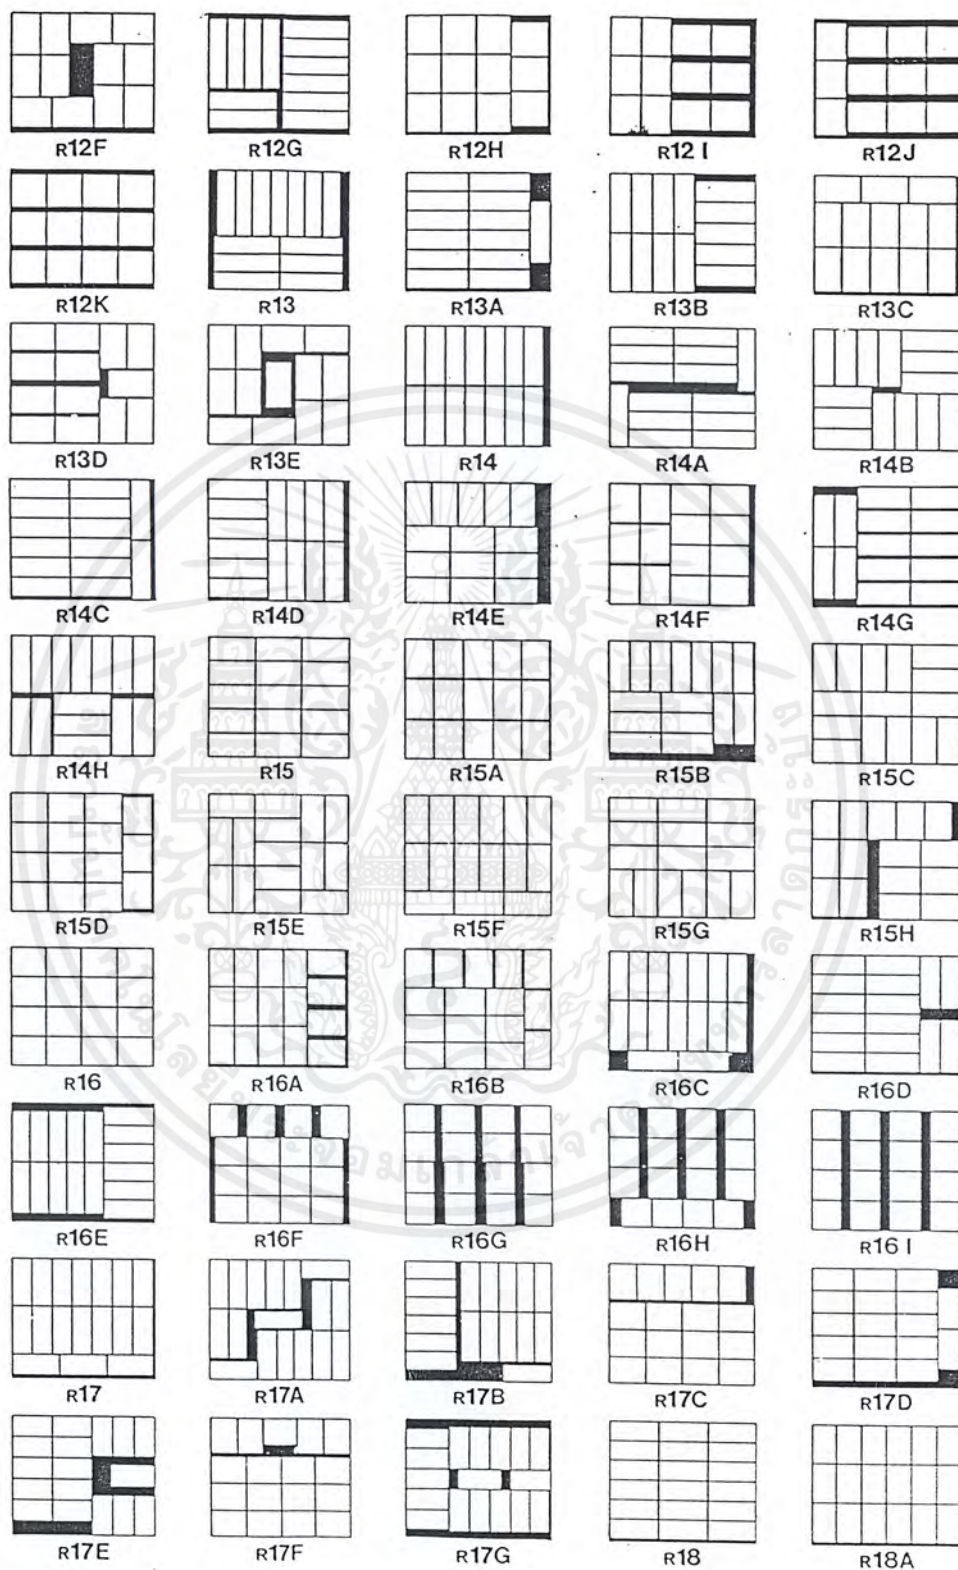 R12F R12G R12H R12I R12J
R12K R13 R13A R13B R13C
R13D R13E R14 R14A R14B
R14C R14D R14E R14F R14G
R14H R15 R15A R15B R15C
R15D R15E R15F R15G R15H
R16 R16A R16B R16C R16D
R16E R16F R16G R16H R16I
R17 R17A R17B R17C R17D
R17E R17F R17G R18 R18A